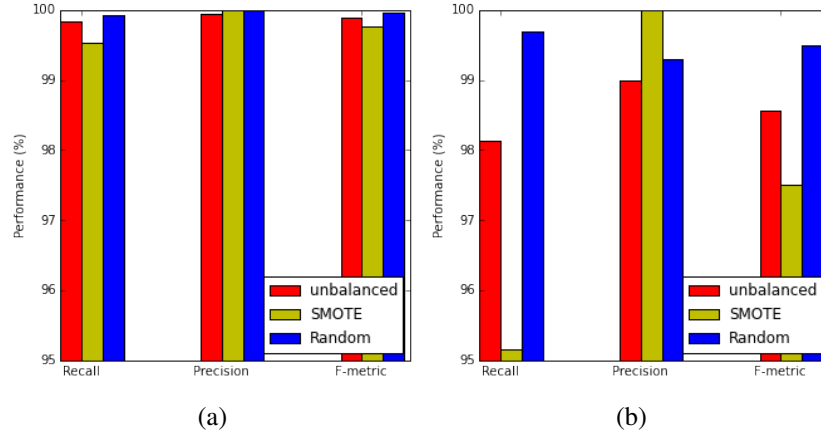 100
99
98
97
96
95
Performance (%)
Recall
Precision
F-metric
unbalanced
SMOTE
Random
(a)
100
99
98
97
96
95
Performance (%)
Recall
Precision
F-metric
unbalanced
SMOTE
Random
(b)